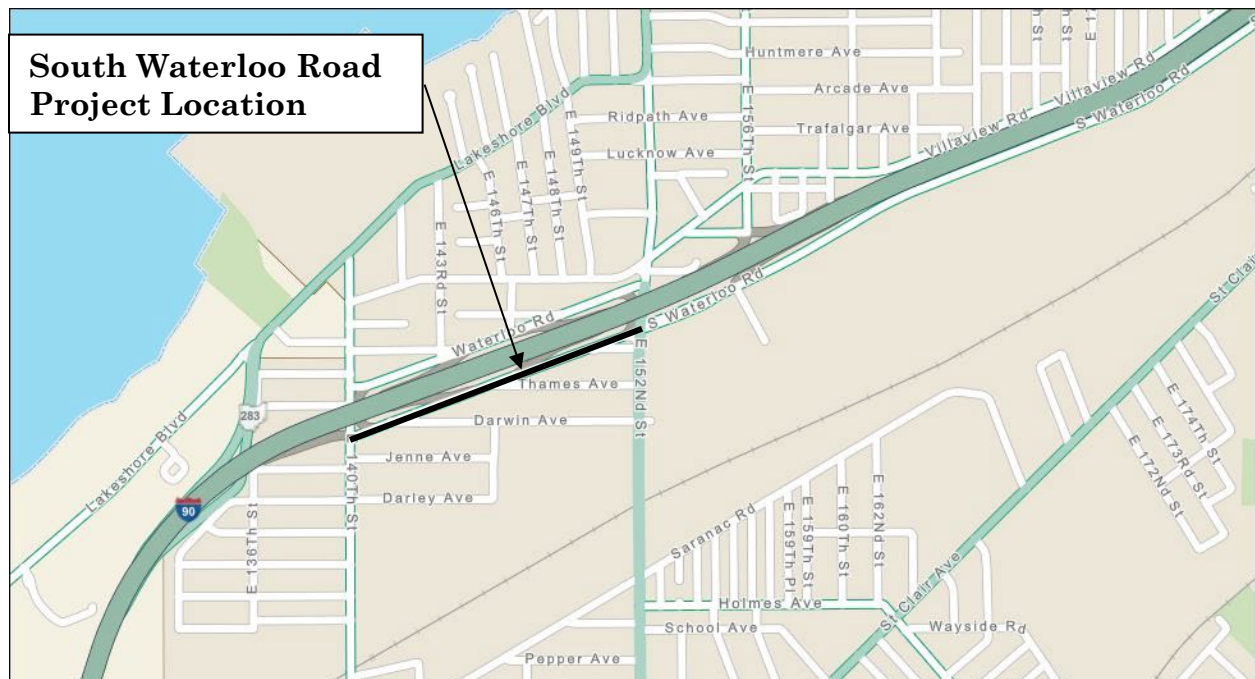 South Waterloo Road
Project Location
Huntmere Ave
E 156Th St
Arcade Ave
Villaview Rd
S Waterloo Rd
Lakeshore Blvd
E 149Th St
Ridpath Ave
Trafalgar Ave
E 148Th St
Lucknow Ave
Villaview Rd
E 147Th St
E 146Th St
E 143Rd St
S Waterloo Rd
St Clair
Waterloo Rd
E 152Nd St
Thames Ave
283
Darwin Ave
E 174Th St
E 173Rd St
E 172Nd St
Lakeshore Blvd
Jenne Ave
140Th St
Darley Ave
90
E 136Th St
Saranac Rd
E 162Nd St
E 160Th St
E 159Th St
E 159Th Pl
St Clair Ave
Holmes Ave
School Ave
Wayside Rd
Pepper Ave